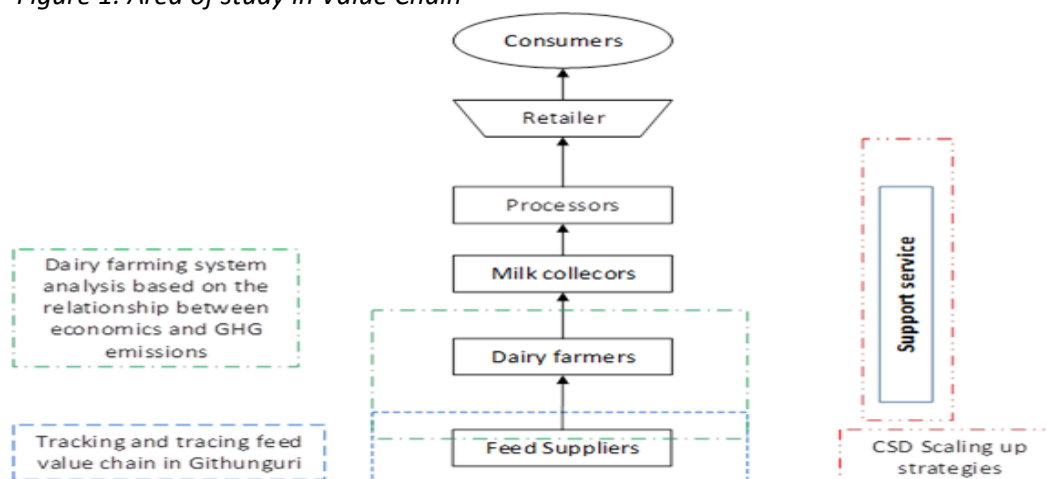 Figure 1: Area of study in Value Chain
Consumers
Retailer
Processors
Milk collecors
Dairy farmers
Feed Suppliers
Dairy farming system
analysis based on the
relationship between
economics and GHG
emissions
Tracking and tracing feed
value chain in Githunguri
Support service
CSD Scaling up
strategies